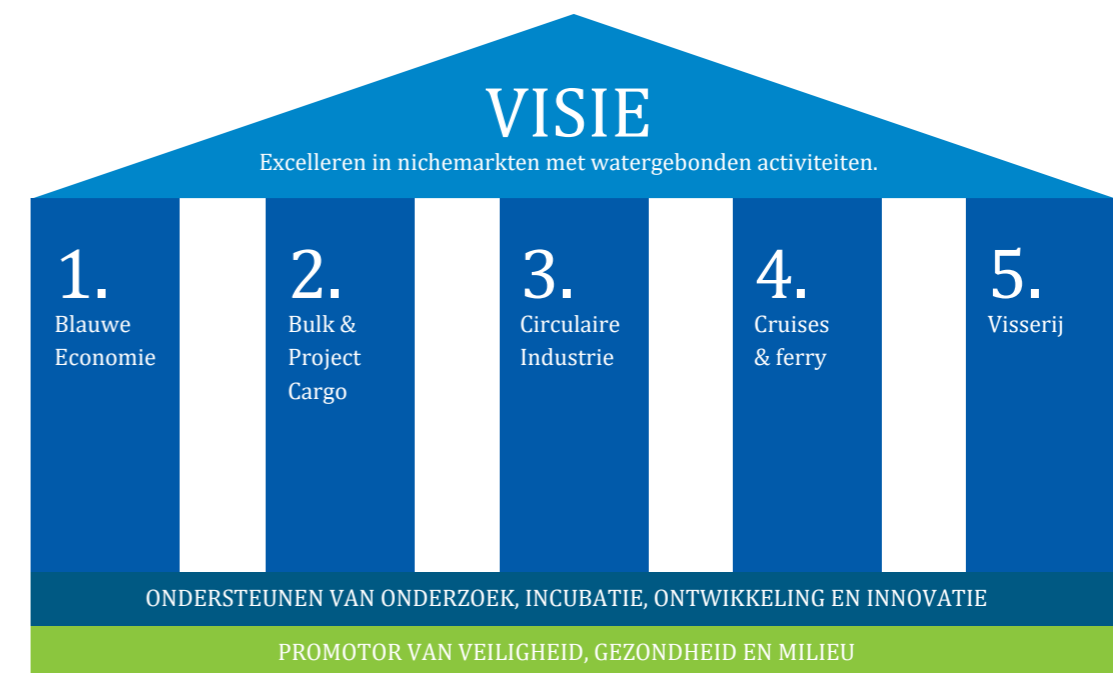 VISIE
Excelleren in nichemarkten met watergebonden activiteiten.
1.
Blauwe
Economie
2.
Bulk &
Project
Cargo
3.
Circulaire
Industrie
4.
Cruises
& ferry
5.
Visserij
ONDERSTEUNEN VAN ONDERZOEK, INCUBATIE, ONTWIKKELING EN INNOVATIE
PROMOTOR VAN VEILIGHEID, GEZONDHEID EN MILIEU